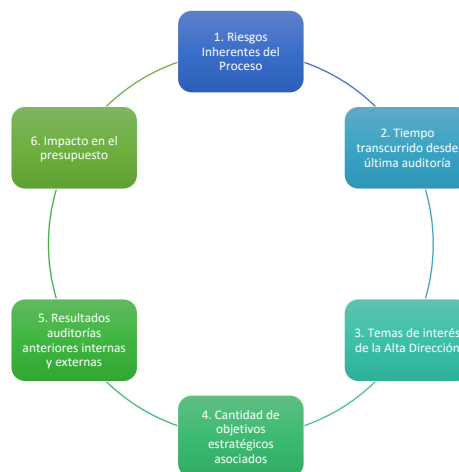 1. Riesgos
Inherentes del
Proceso
2. Tiempo
transcurrido desde
última auditoría
3. Temas de interés
de la Alta Dirección
4. Cantidad de
objetivos
estratégicos
asociados
5. Resultados
auditorías
anteriores internas
y externas
6. Impacto en el
presupuesto